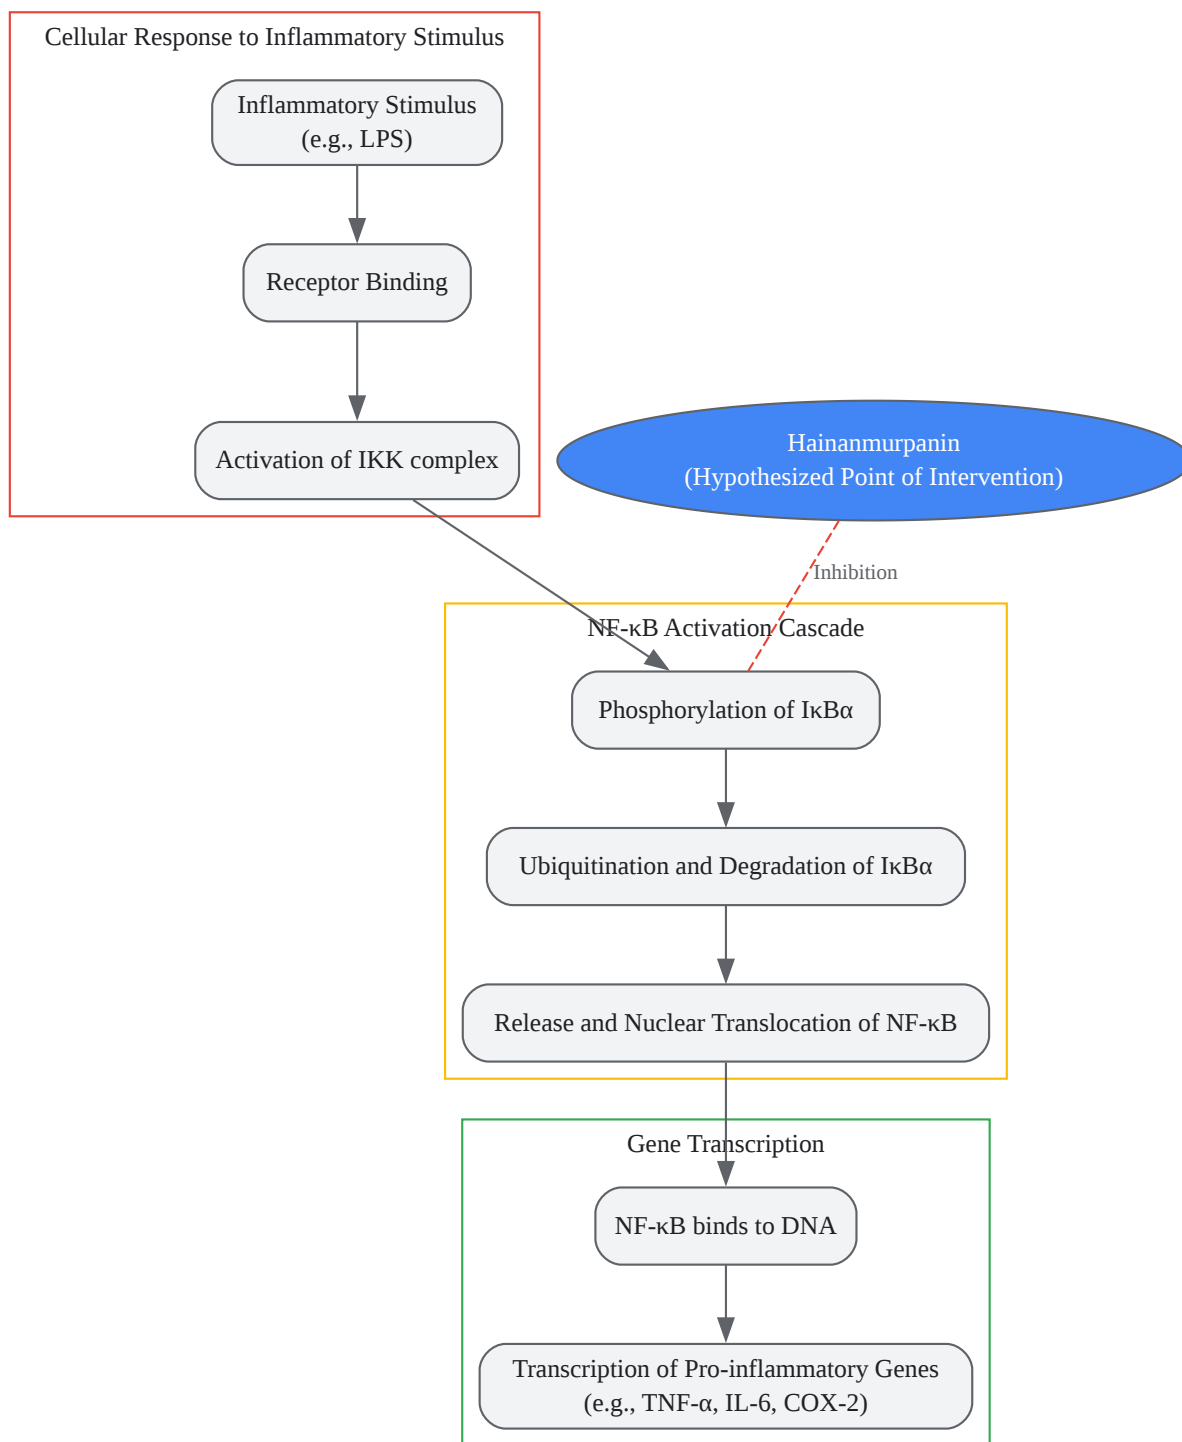 Cellular Response to Inflammatory Stimulus
Inflammatory Stimulus
(e.g., LPS)
Receptor Binding
Activation of IKK complex
Hainanmurpanin
(Hypothesized Point of Intervention)
Inhibition
NF-κB Activation Cascade
Phosphorylation of IκBα
Ubiquitination and Degradation of IκBα
Release and Nuclear Translocation of NF-κB
Gene Transcription
NF-κB binds to DNA
Transcription of Pro-inflammatory Genes
(e.g., TNF-α, IL-6, COX-2)